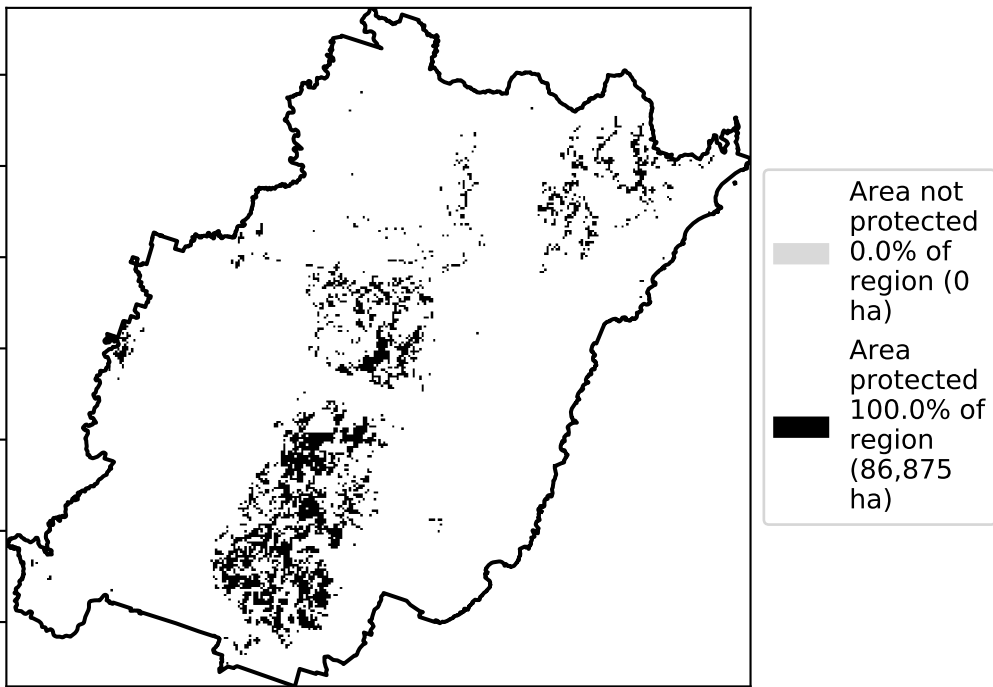 Area not
protected
0.0% of
region (0
ha)
Area
protected
100.0% of
region
(86,875
ha)